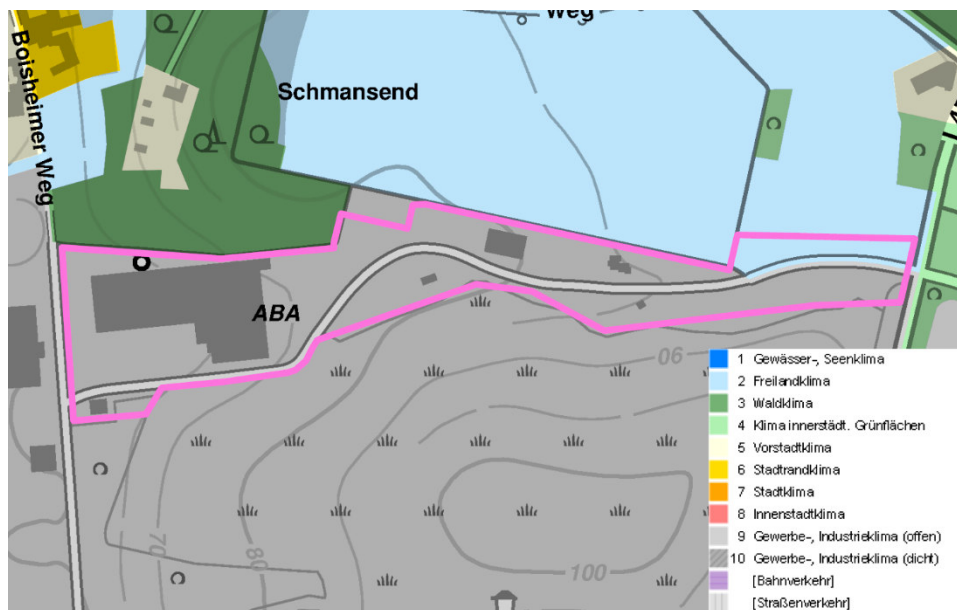 Weg
Boisheimer Weg
Schmansend
ABA
90
70
80
100
1 Gewässer-, Seenklima
2 Freilandklima
3 Waldklima
4 Klima innerstädt. Grünflächen
5 Vorstadtklima
6 Stadtrandklima
7 Stadtklima
8 Innenstadtklima
9 Gewerbe-, Industrieklima (offen)
10 Gewerbe-, Industrieklima (dicht)
[Bahnverkehr]
[Straßenverkehr]